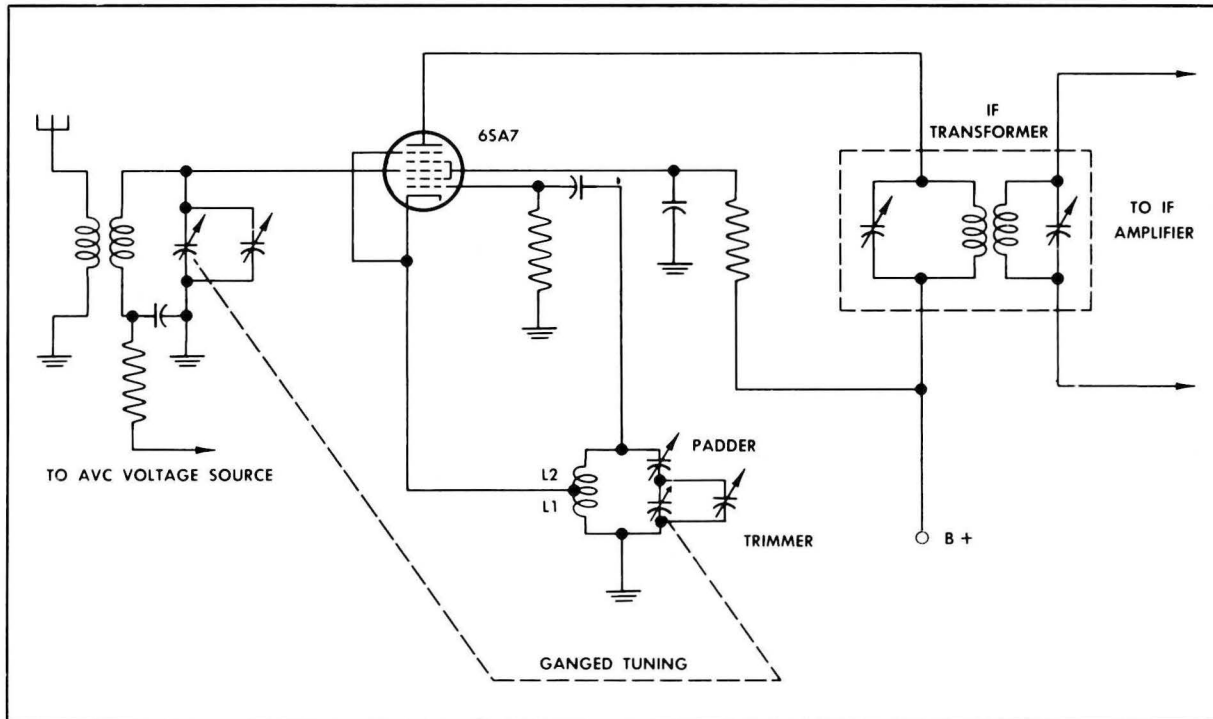 6SA7
IF
TRANSFORMER
TO IF
AMPLIFIER
TO AVC VOLTAGE SOURCE
L2
L1
PADDER
TRIMMER
B +
GANGED TUNING